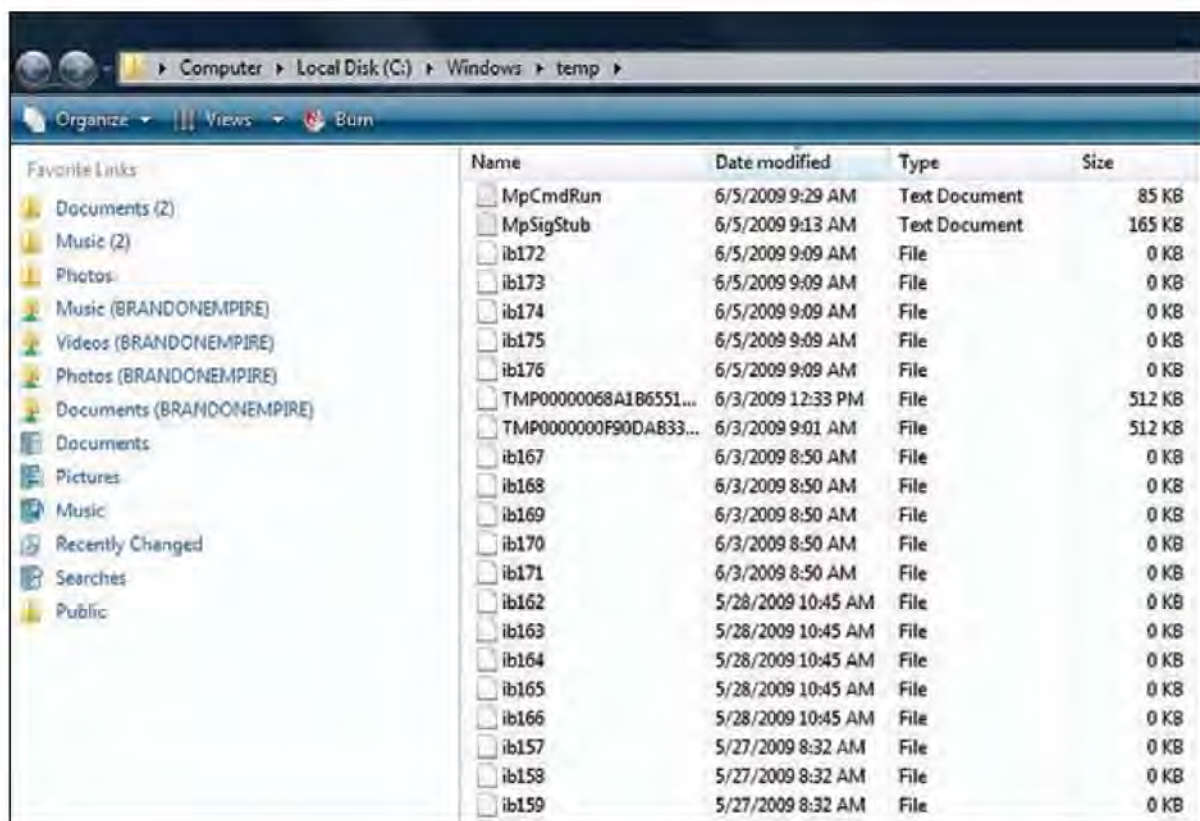 Computer Local Disk (C:) Windows temp
Organize Views Burn
Favorite Links
Documents (2)
Music (2)
Photos
Music (BRANDONEMPIRE)
Videos (BRANDONEMPIRE)
Photos (BRANDONEMPIRE)
Documents (BRANDONEMPIRE)
Documents
Pictures
Music
Recently Changed
Searches
Public
Name Date modified Type Size
MpCmdRun 6/5/2009 9:29 AM Text Document 85 KB
MpSigStub 6/5/2009 9:13 AM Text Document 165 KB
ib172 6/5/2009 9:09 AM File 0 KB
ib173 6/5/2009 9:09 AM File 0 KB
ib174 6/5/2009 9:09 AM File 0 KB
ib175 6/5/2009 9:09 AM File 0 KB
ib176 6/5/2009 9:09 AM File 0 KB
TMP00000068A1B6551... 6/3/2009 12:33 PM File 512 KB
TMP0000000F90DAB33... 6/3/2009 9:01 AM File 512 KB
ib167 6/3/2009 8:50 AM File 0 KB
ib168 6/3/2009 8:50 AM File 0 KB
ib169 6/3/2009 8:50 AM File 0 KB
ib170 6/3/2009 8:50 AM File 0 KB
ib171 6/3/2009 8:50 AM File 0 KB
ib162 5/28/2009 10:45 AM File 0 KB
ib163 5/28/2009 10:45 AM File 0 KB
ib164 5/28/2009 10:45 AM File 0 KB
ib165 5/28/2009 10:45 AM File 0 KB
ib166 5/28/2009 10:45 AM File 0 KB
ib157 5/27/2009 8:32 AM File 0 KB
ib158 5/27/2009 8:32 AM File 0 KB
ib159 5/27/2009 8:32 AM File 0 KB